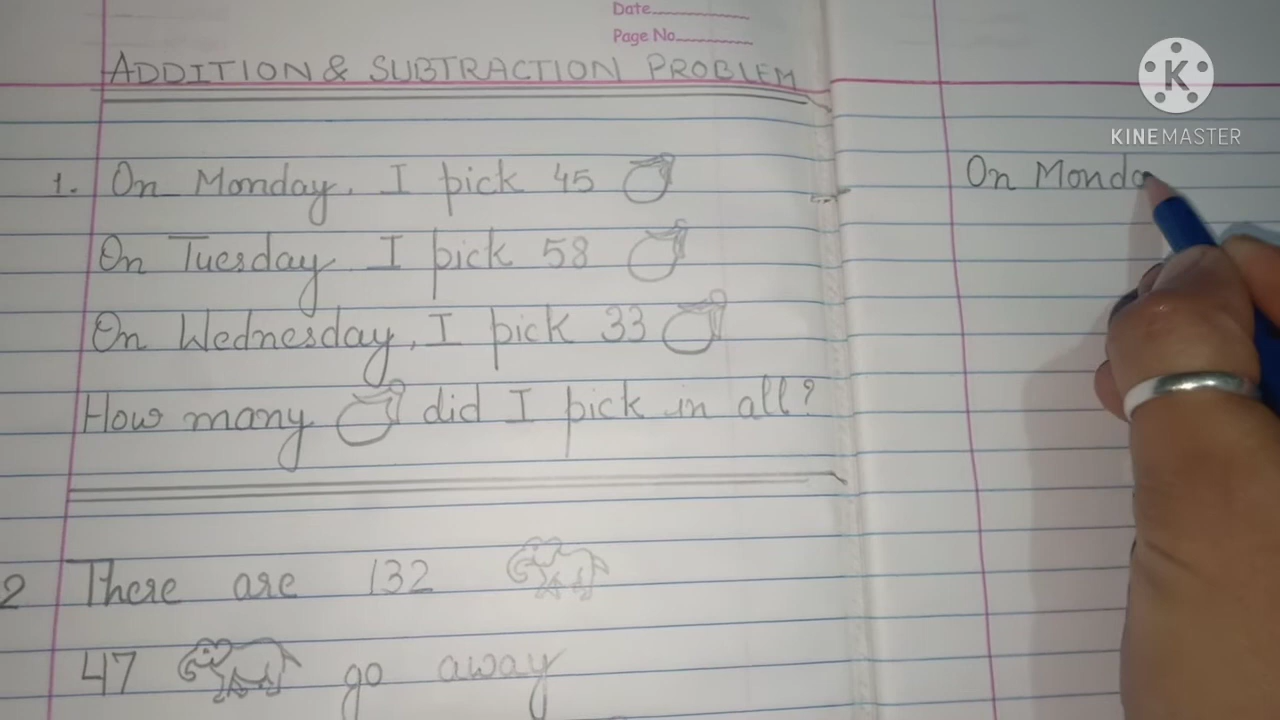 Date
Page No
ADDITION & SUBTRACTION PROBLEM
KINEMASTER
1. On Monday, I pick 45
On Tuesday I pick 58
On Wednesday, I pick 33
How many did I pick in all?
2 There are 132
47 go away
On Monda